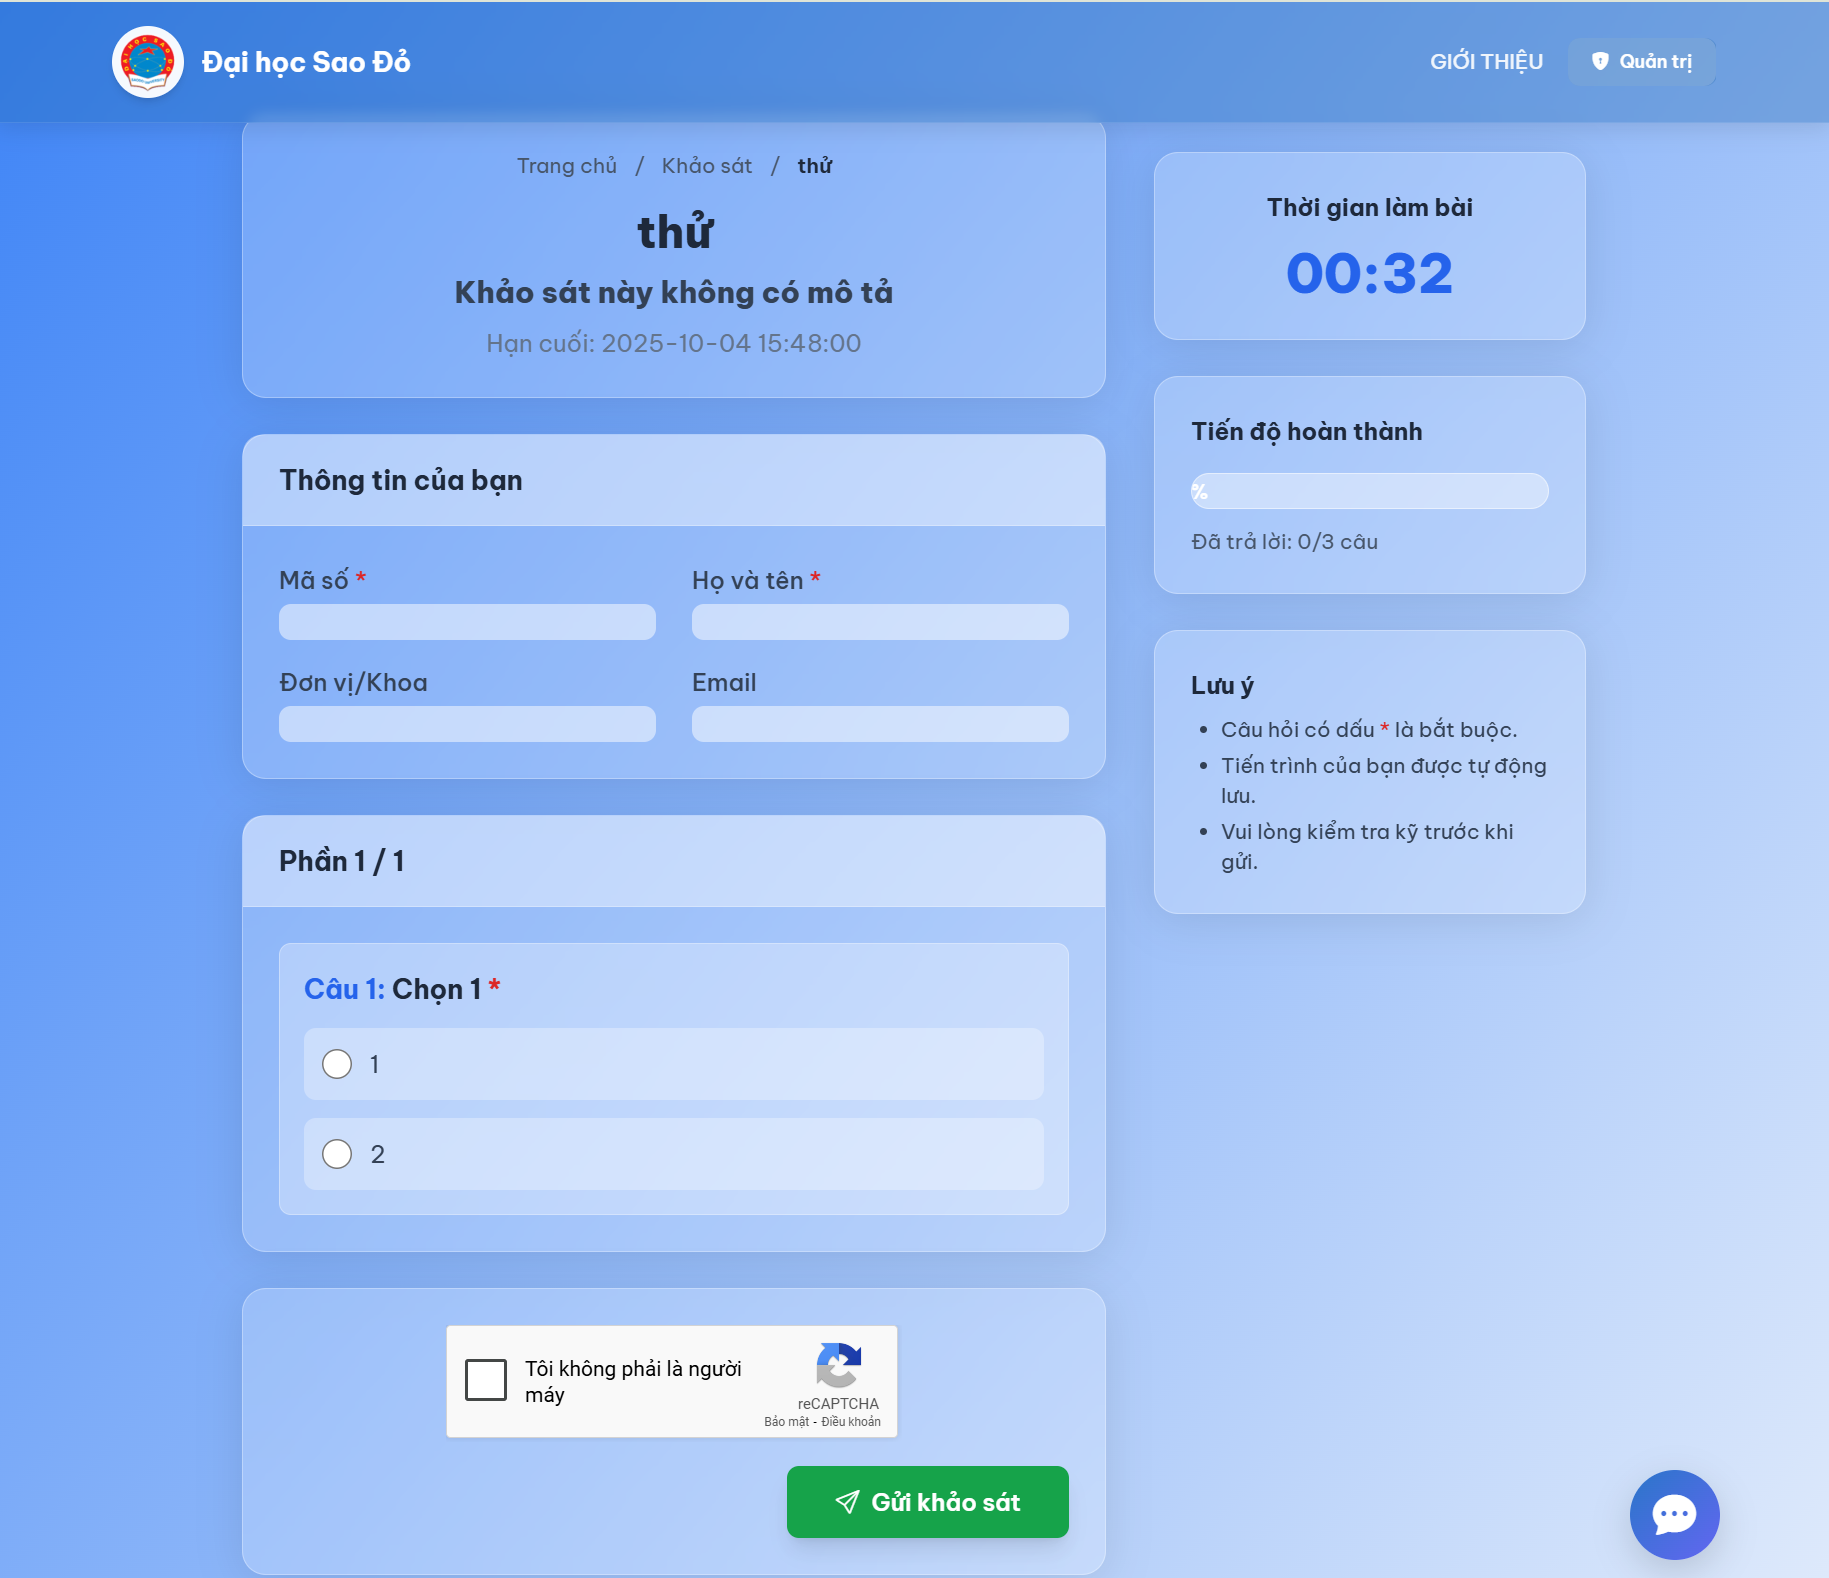 Đại học Sao Đỏ
GIỚI THIỆU
Quản trị
Trang chủ / Khảo sát / thử
thử
Khảo sát này không có mô tả
Hạn cuối: 2025-10-04 15:48:00
Thông tin của bạn
Mã số *
Họ và tên *
Đơn vị/Khoa
Email
Phần 1 / 1
Câu 1: Chọn 1 *
1
2
Tôi không phải là người
máy
reCAPTCHA
Bảo mật - Điều khoản
Gửi khảo sát
Thời gian làm bài
00:32
Tiến độ hoàn thành
%
Đã trả lời: 0/3 câu
Lưu ý
Câu hỏi có dấu * là bắt buộc.
Tiến trình của bạn được tự động
lưu.
Vui lòng kiểm tra kỹ trước khi
gửi.